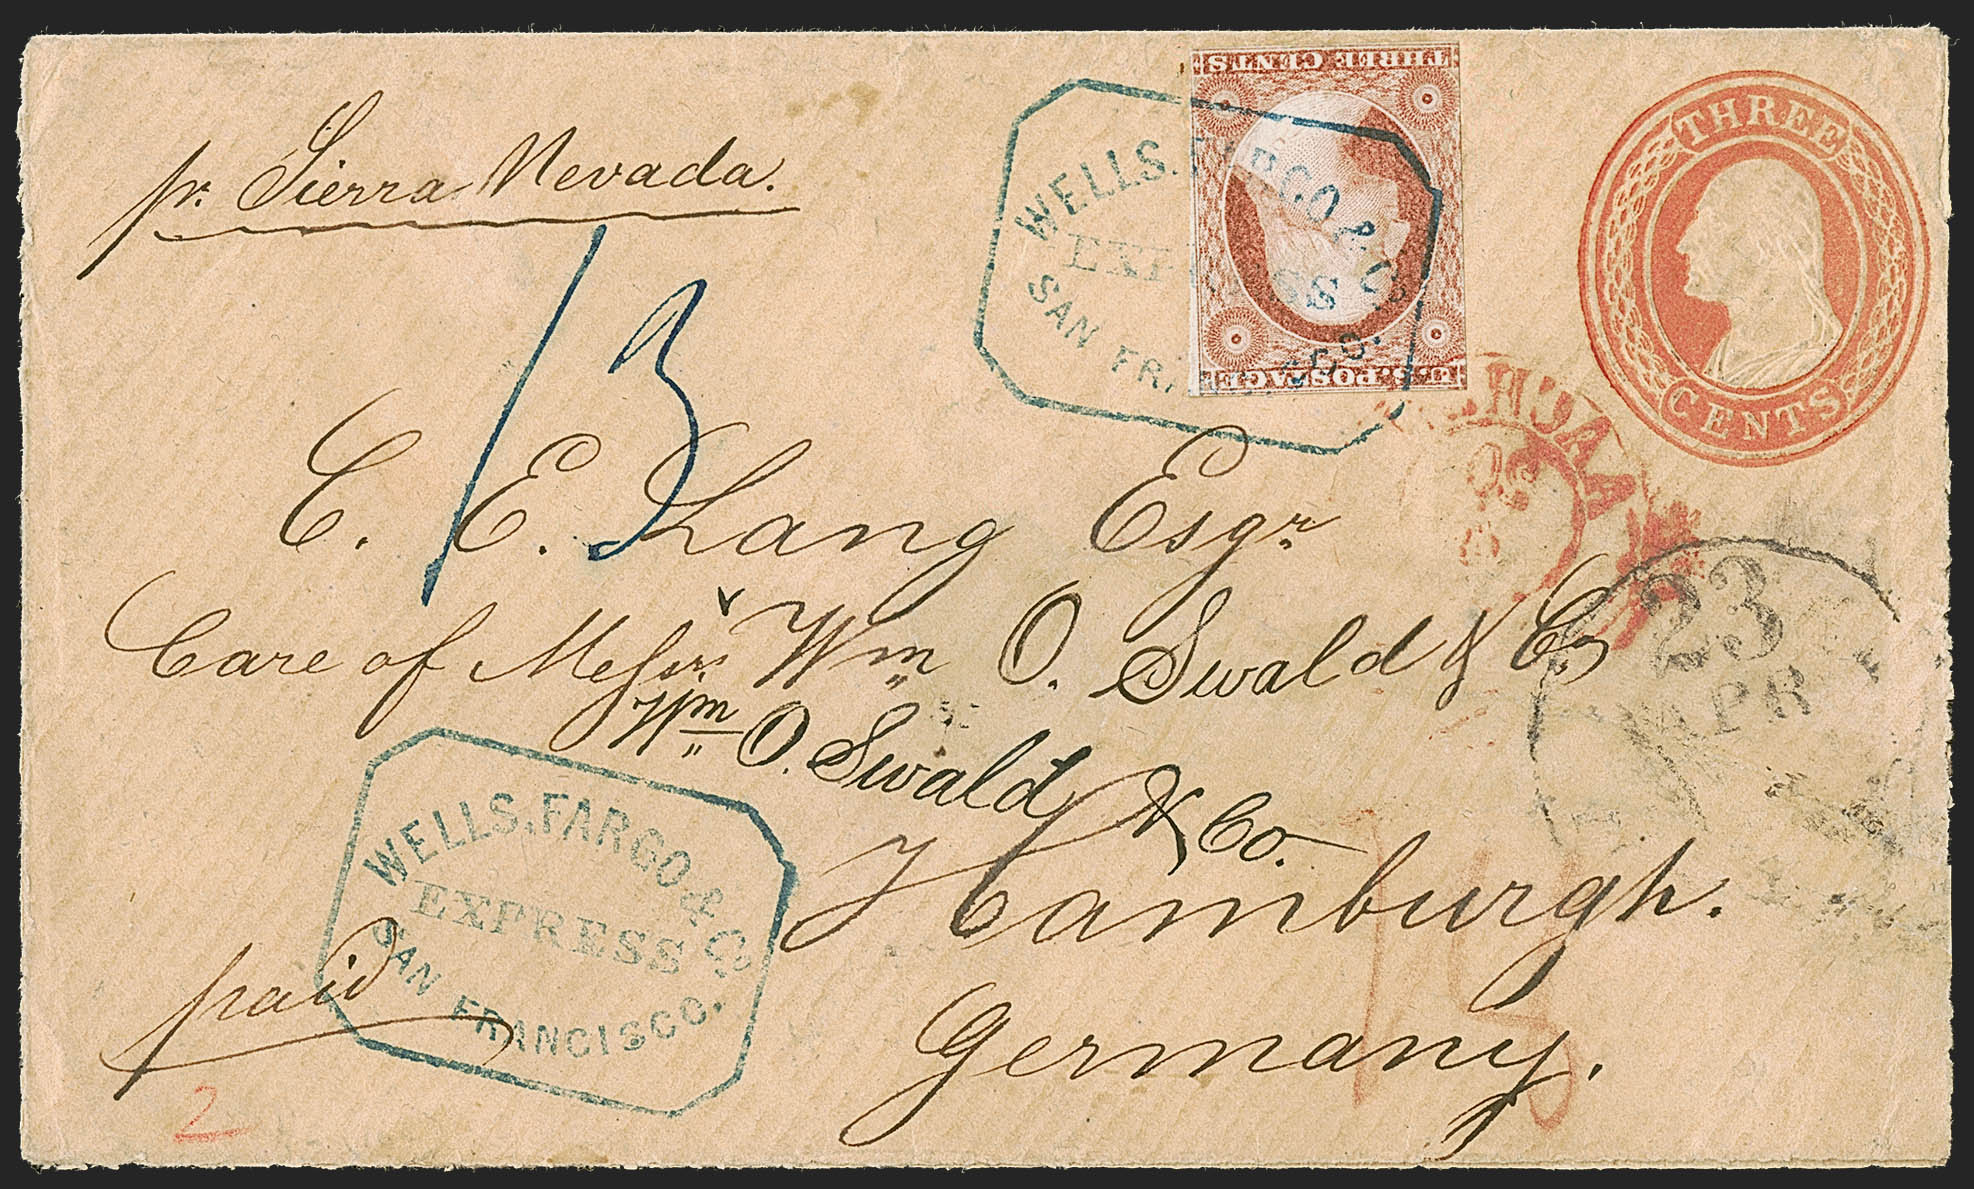 pr. Sierra Nevada.
THREE CENTS
U.S. POSTAGE
THREE
CENTS
WELLS, FARGO & Co
EXPRESS
SAN FRANCISCO.
13
C. E. Lang Esqr
Care of Messrs Wm O. Swald & Co
Wm O. Swald & Co.
Hamburgh.
Germany.
23
APR
WELLS, FARGO & Co
EXPRESS
SAN FRANCISCO.
paid
2